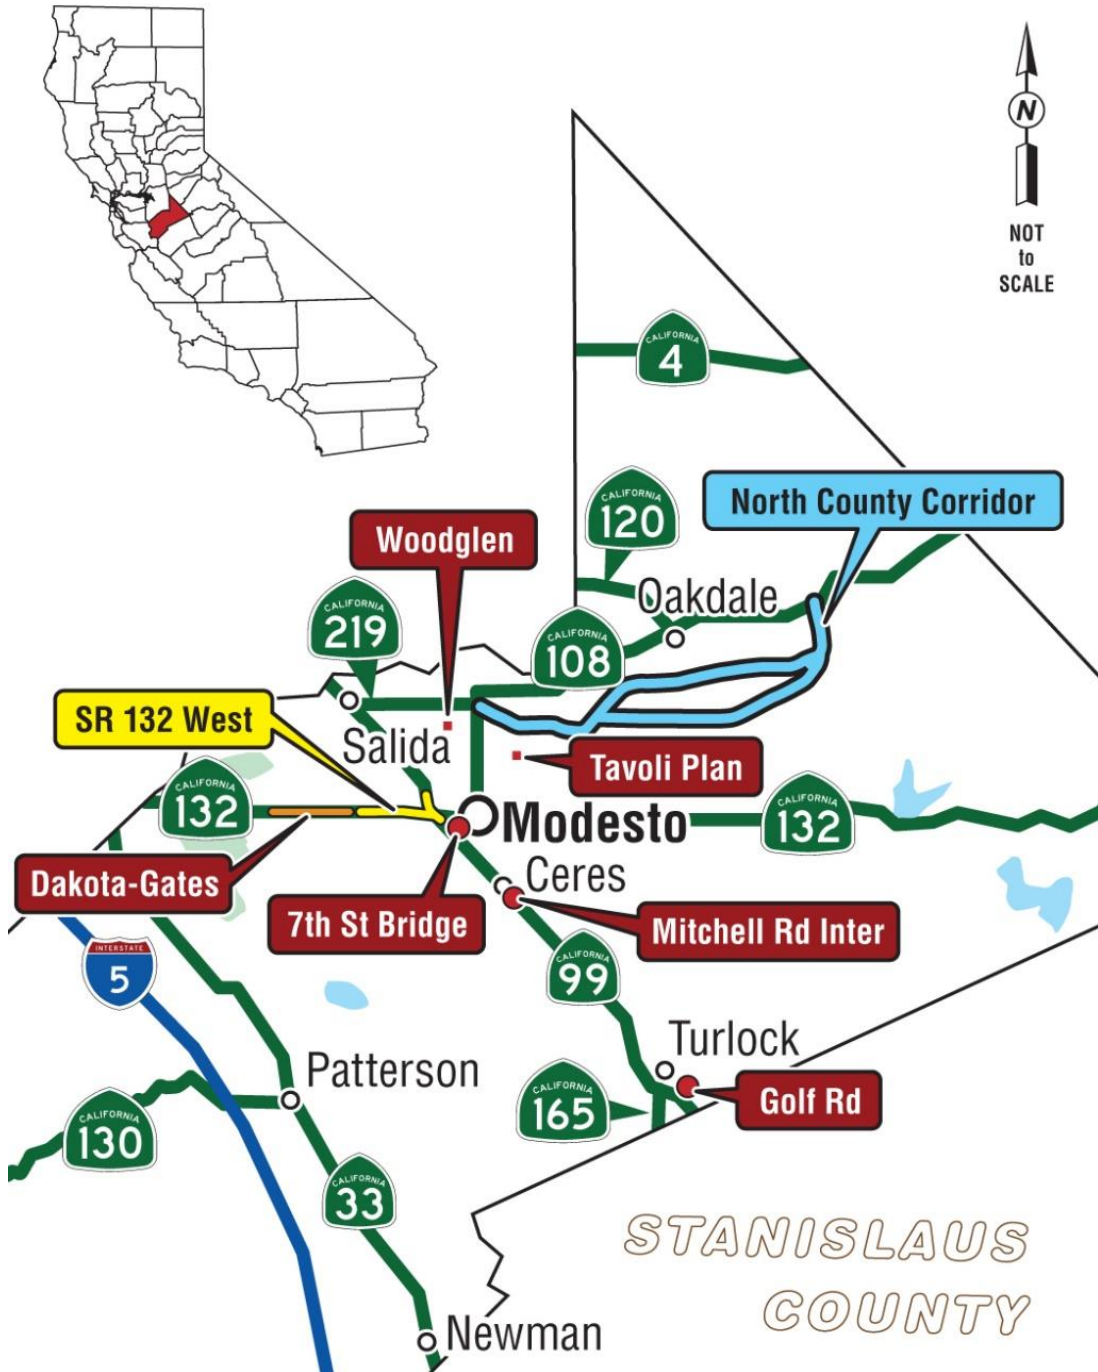 N
NOT
to
SCALE
CALIFORNIA
4
North County Corridor
CALIFORNIA
120
Woodglen
Oakdale
CALIFORNIA
219
CALIFORNIA
108
SR 132 West
Salida
Tavoli Plan
CALIFORNIA
132
Modesto
CALIFORNIA
132
Dakota-Gates
Ceres
7th St Bridge
Mitchell Rd Inter
INTERSTATE
5
CALIFORNIA
99
Turlock
Patterson
CALIFORNIA
165
Golf Rd
CALIFORNIA
130
CALIFORNIA
33
STANISLAUS
COUNTY
Newman